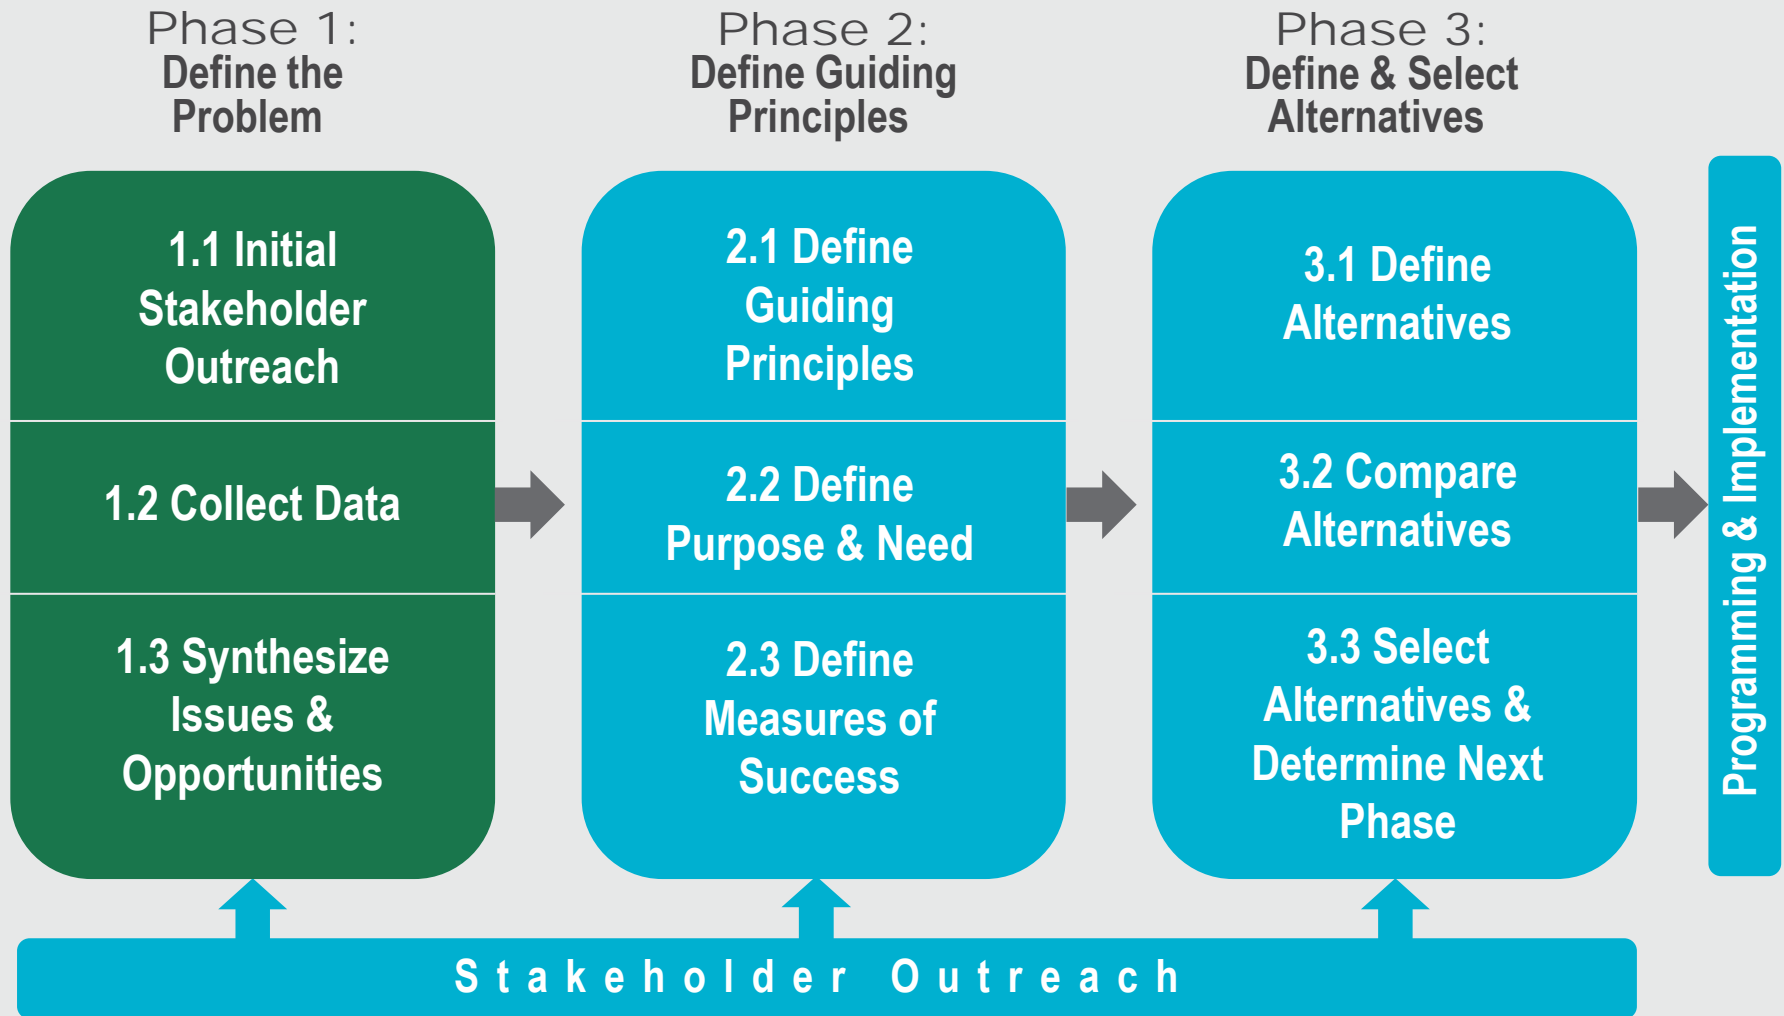 Phase 1:
Define the
Problem
Phase 2:
Define Guiding
Principles
Phase 3:
Define & Select
Alternatives
1.1 Initial
Stakeholder
Outreach
1.2 Collect Data
1.3 Synthesize
Issues &
Opportunities
2.1 Define
Guiding
Principles
2.2 Define
Purpose & Need
2.3 Define
Measures of
Success
3.1 Define
Alternatives
3.2 Compare
Alternatives
3.3 Select
Alternatives &
Determine Next
Phase
Programming & Implementation
Stakeholder Outreach